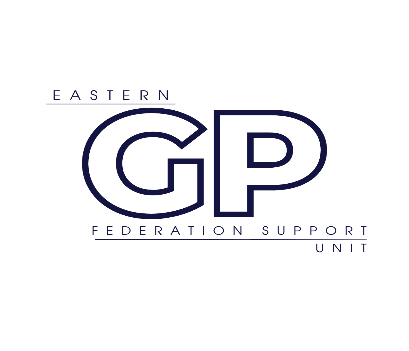 EASTERN
GP
FEDERATION SUPPORT
UNIT